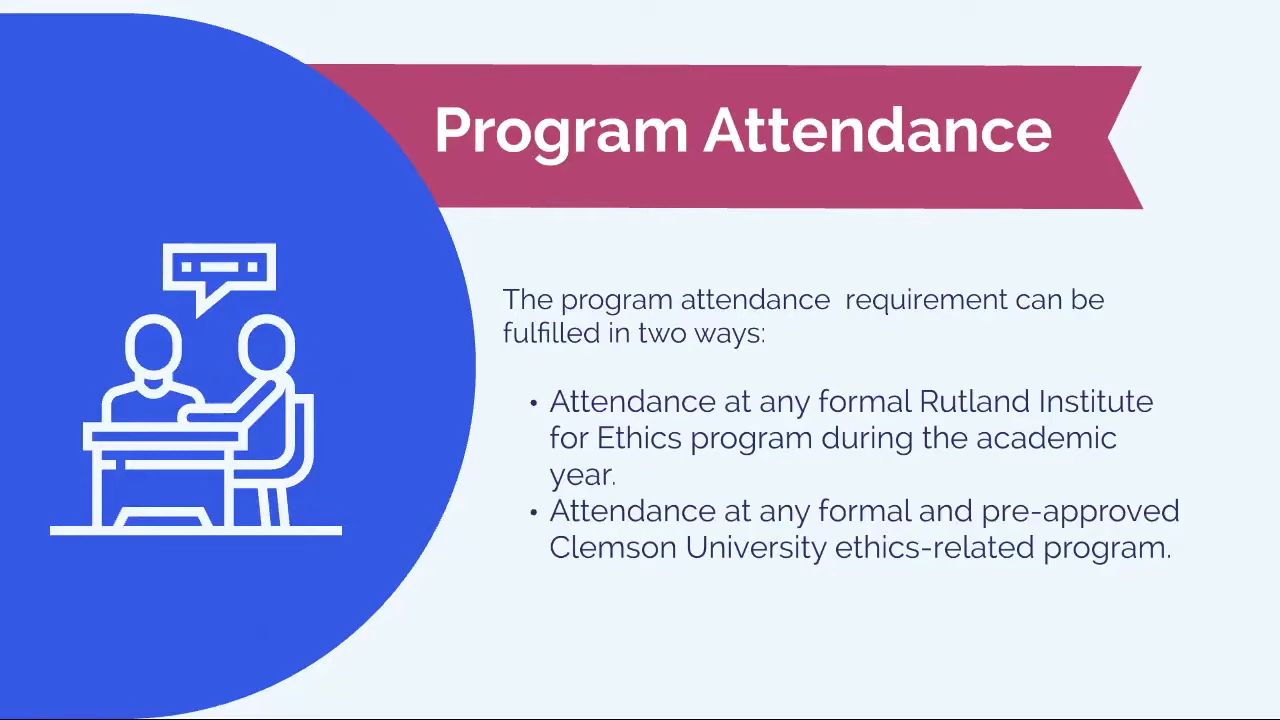 Program Attendance
The program attendance  requirement can be
fulfilled in two ways:
• Attendance at any formal Rutland Institute
for Ethics program during the academic
year.
• Attendance at any formal and pre-approved
Clemson University ethics-related program.